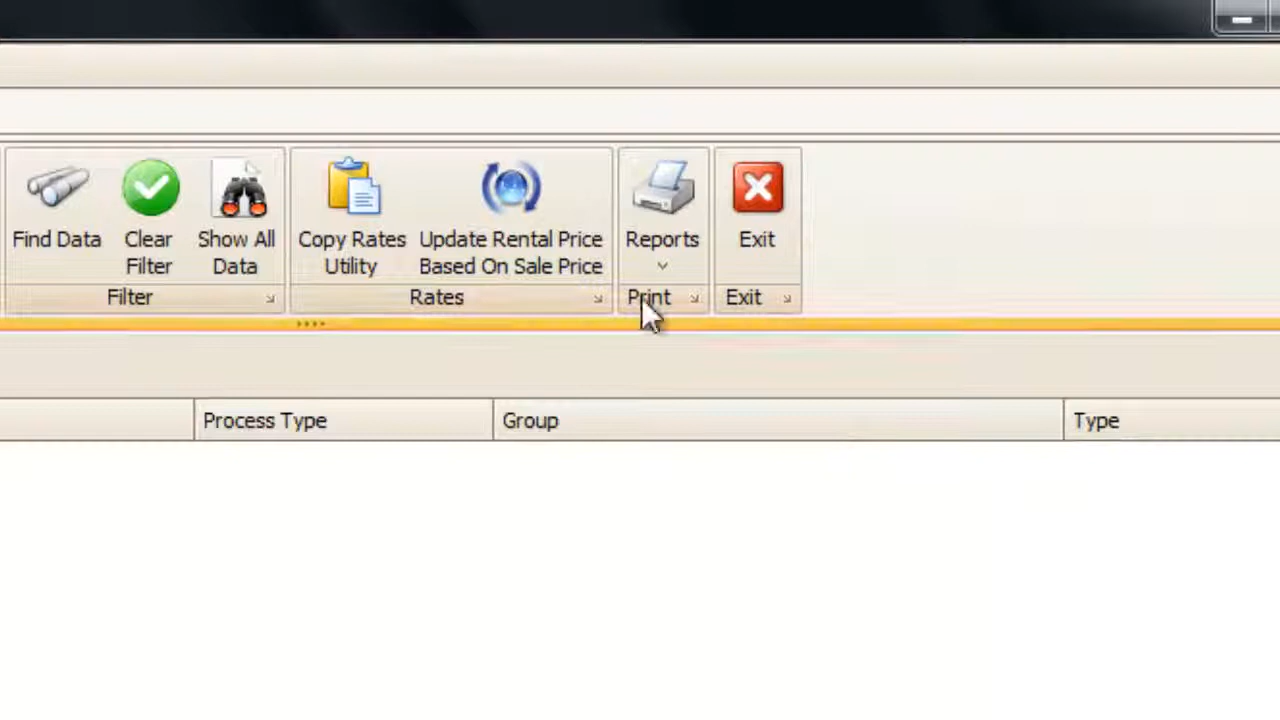 Find Data
Clear
Filter
Show All
Data
Copy Rates
Utility
Update Rental Price
Based On Sale Price
Reports
Exit
Filter
Rates
Print
Exit
Process Type
Group
Type